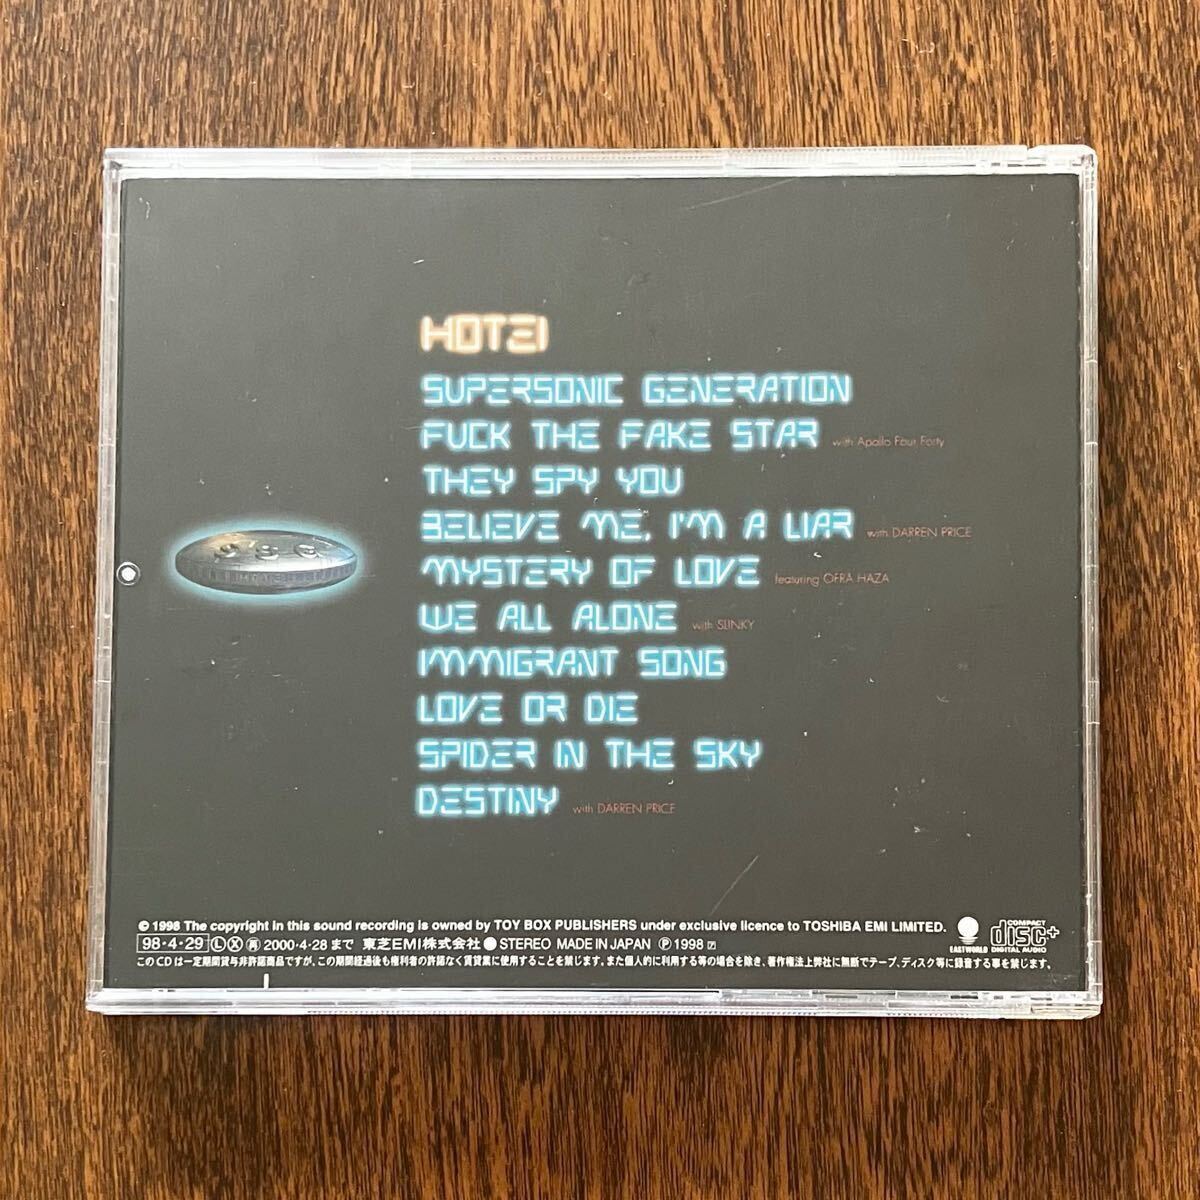 HOTEI
SUPERSONIC GENERATION
FUCK THE FAKE STAR with Apollo Four Forty
THEY SPY YOU
BELIEVE ME, I'M A LIAR with DARREN PRICE
MYSTERY OF LOVE featuring OFRA HAZA
WE ALL ALONE with SLINKY
IMMIGRANT SONG
LOVE OR DIE
SPIDER IN THE SKY
DESTINY with DARREN PRICE
© 1998 The copyright in this sound recording is owned by TOY BOX PUBLISHERS under exclusive licence to TOSHIBA EMI LIMITED.
98・4・29 Ⓛ Ⓧ ㊢ 2000・4・28 まで 東芝EMI株式会社 ● STEREO MADE IN JAPAN Ⓟ 1998
このCDは一定期間貸与非許諾商品ですが、この期間経過後も権利者の許諾なく賃貸業に使用することを禁じます。また個人的に利用する等の場合を除き、著作権法上弊社に無断でテープ、ディスク等に録音する事を禁じます。
EASTWORLD
COMPACT
disc+
DIGITAL AUDIO